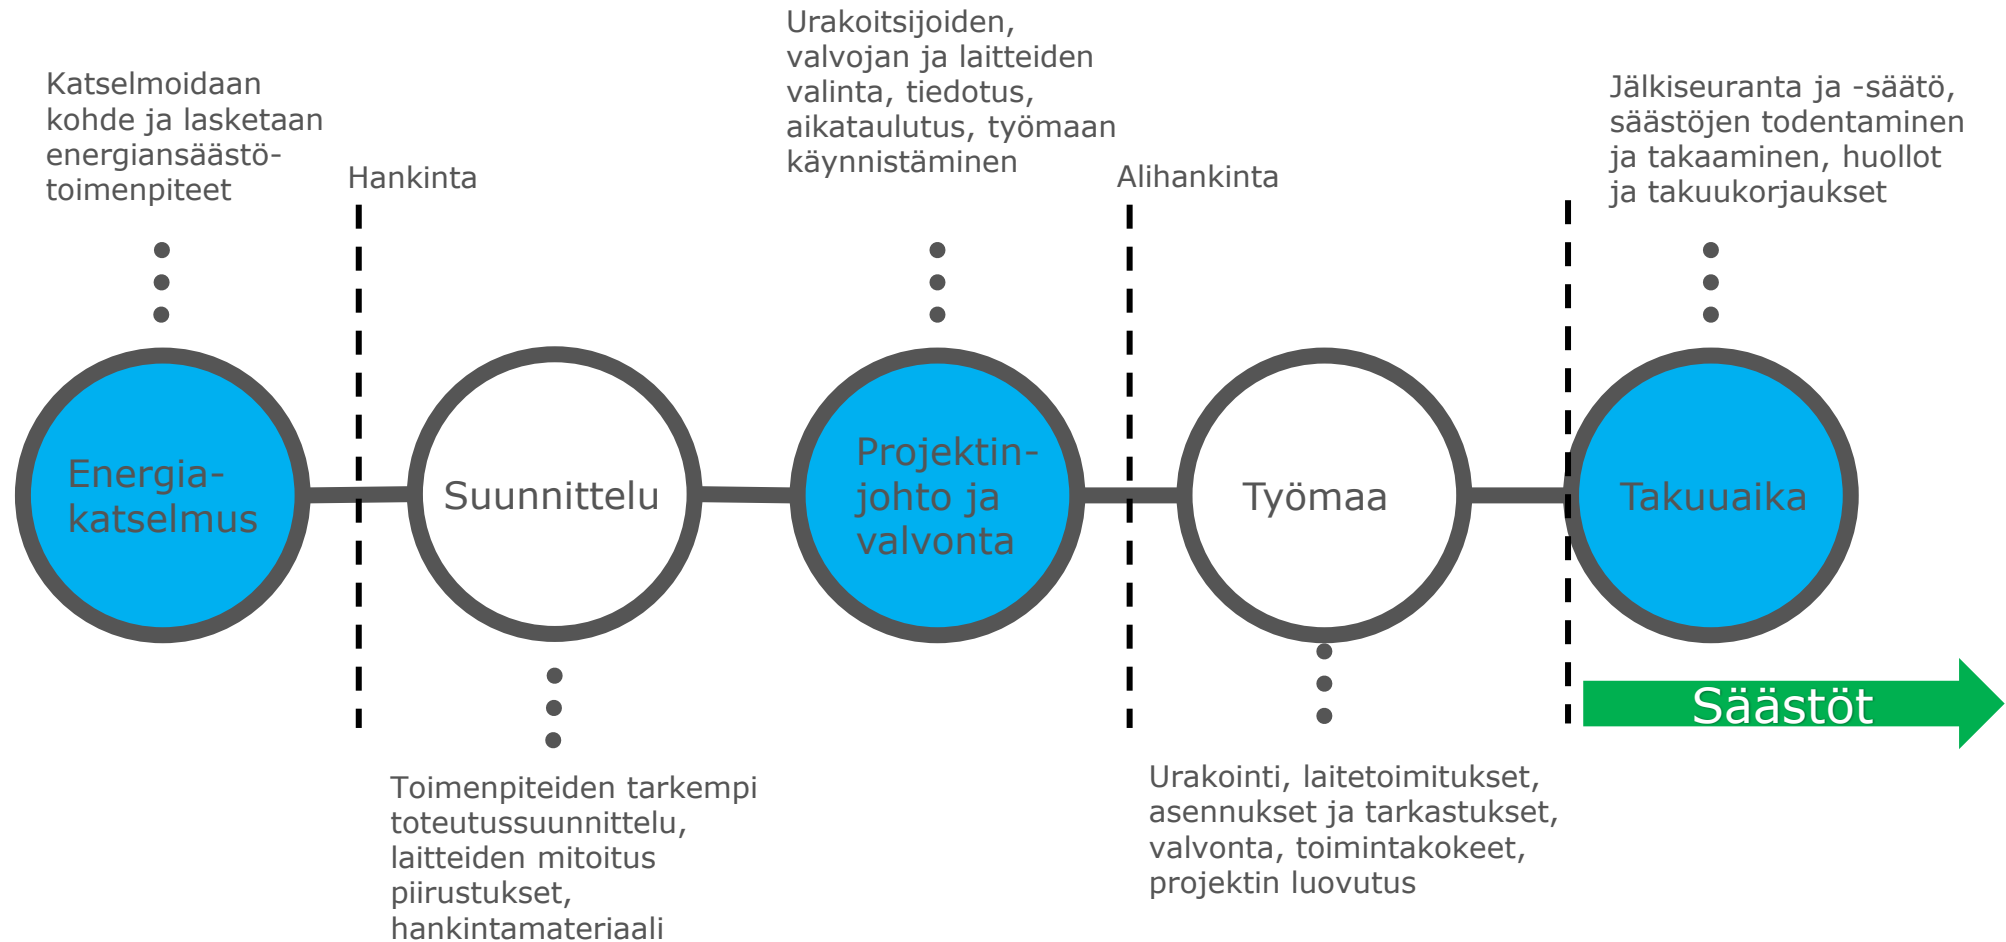 Katselmoidaan
kohde ja lasketaan
energiansäästö-
toimenpiteet
Hankinta
Urakoitsijoiden,
valvojan ja laitteiden
valinta, tiedotus,
aikataulutus, työmaan
käynnistäminen
Alihankinta
Jälkiseuranta ja -säätö,
säästöjen todentaminen
ja takaaminen, huollot
ja takuukorjaukset
Energia-
katselmus
Suunnittelu
Projektin-
johto ja
valvonta
Työmaa
Takuuaika
Säästöt
Toimenpiteiden tarkempi
toteutussuunnittelu,
laitteiden mitoitus
piirustukset,
hankintamateriaali
Urakointi, laitetoimitukset,
asennukset ja tarkastukset,
valvonta, toimintakokeet,
projektin luovutus